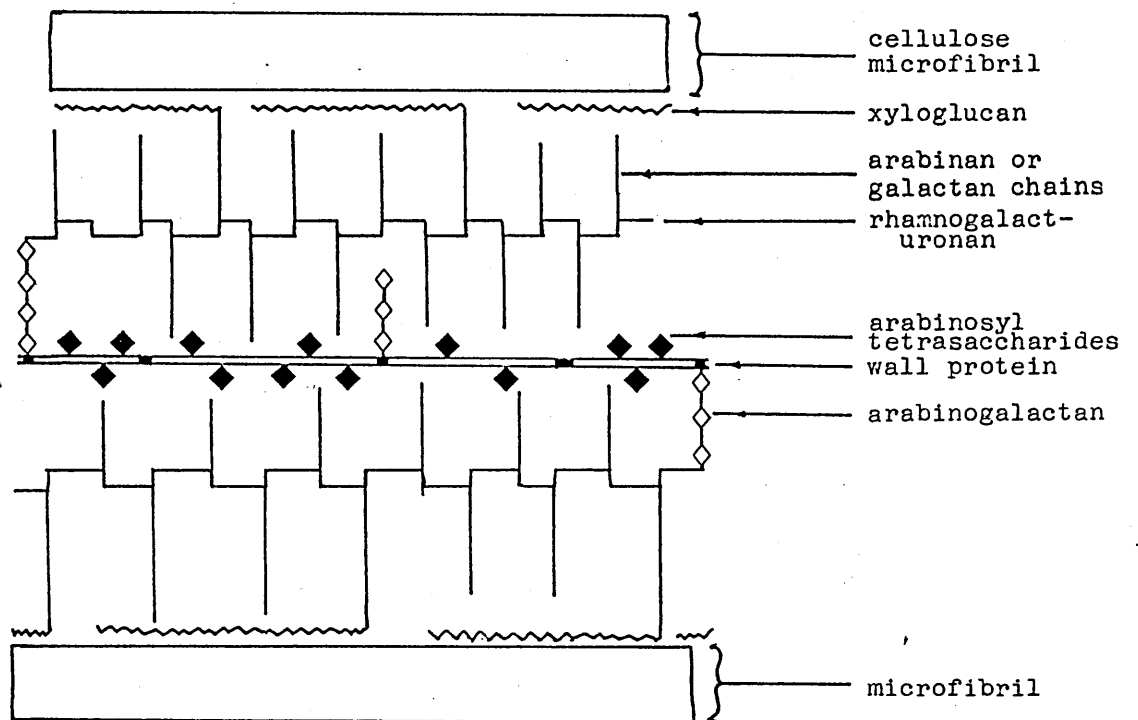 cellulose
microfibril
xyloglucan
arabinan or
galactan chains
rhamnogalact-
uronan
arabinosyl
tetrasaccharides
wall protein
arabinogalactan
microfibril